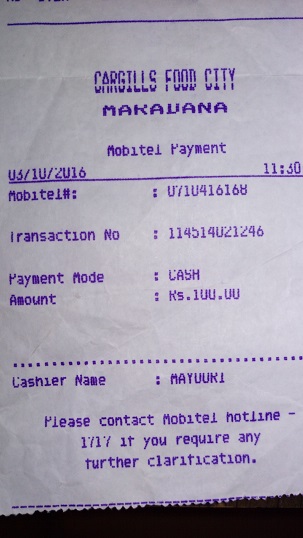 CARGILLS FOOD CITY
MAKAVANA
Mobitel Payment
03/10/2016 11:30
Mobitel#: : 0710416168
Transaction No : 114514021246
Payment Mode : CASH
Amount : Rs.100.00
Cashier Name : MAYOORI
Please contact Mobitel hotline -
1717 if you require any
further clarification.